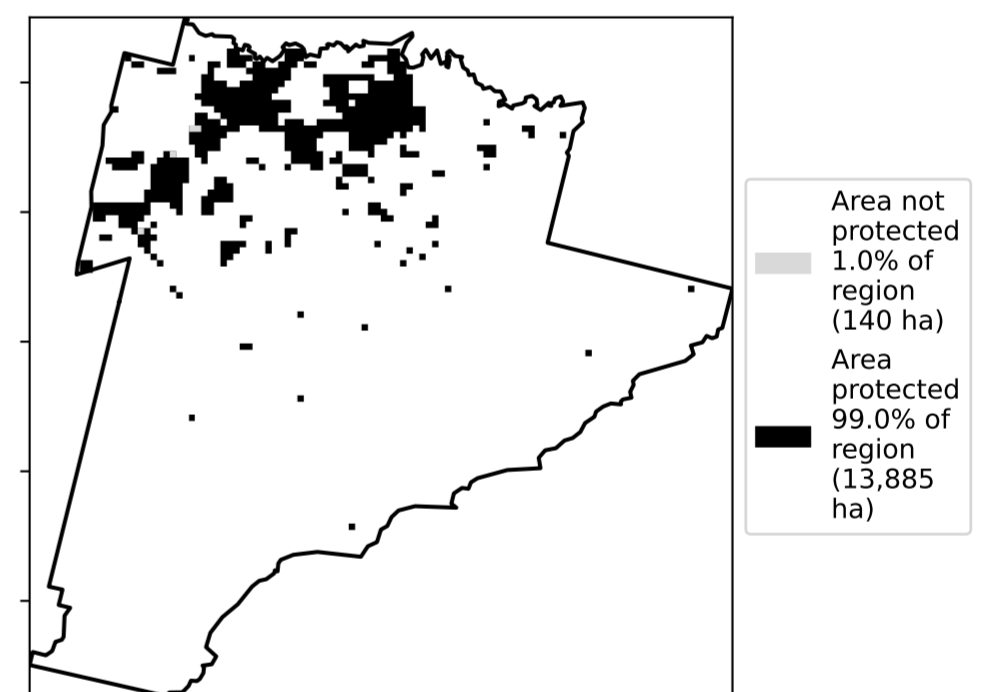 Area not
protected
1.0% of
region
(140 ha)
Area
protected
99.0% of
region
(13,885
ha)